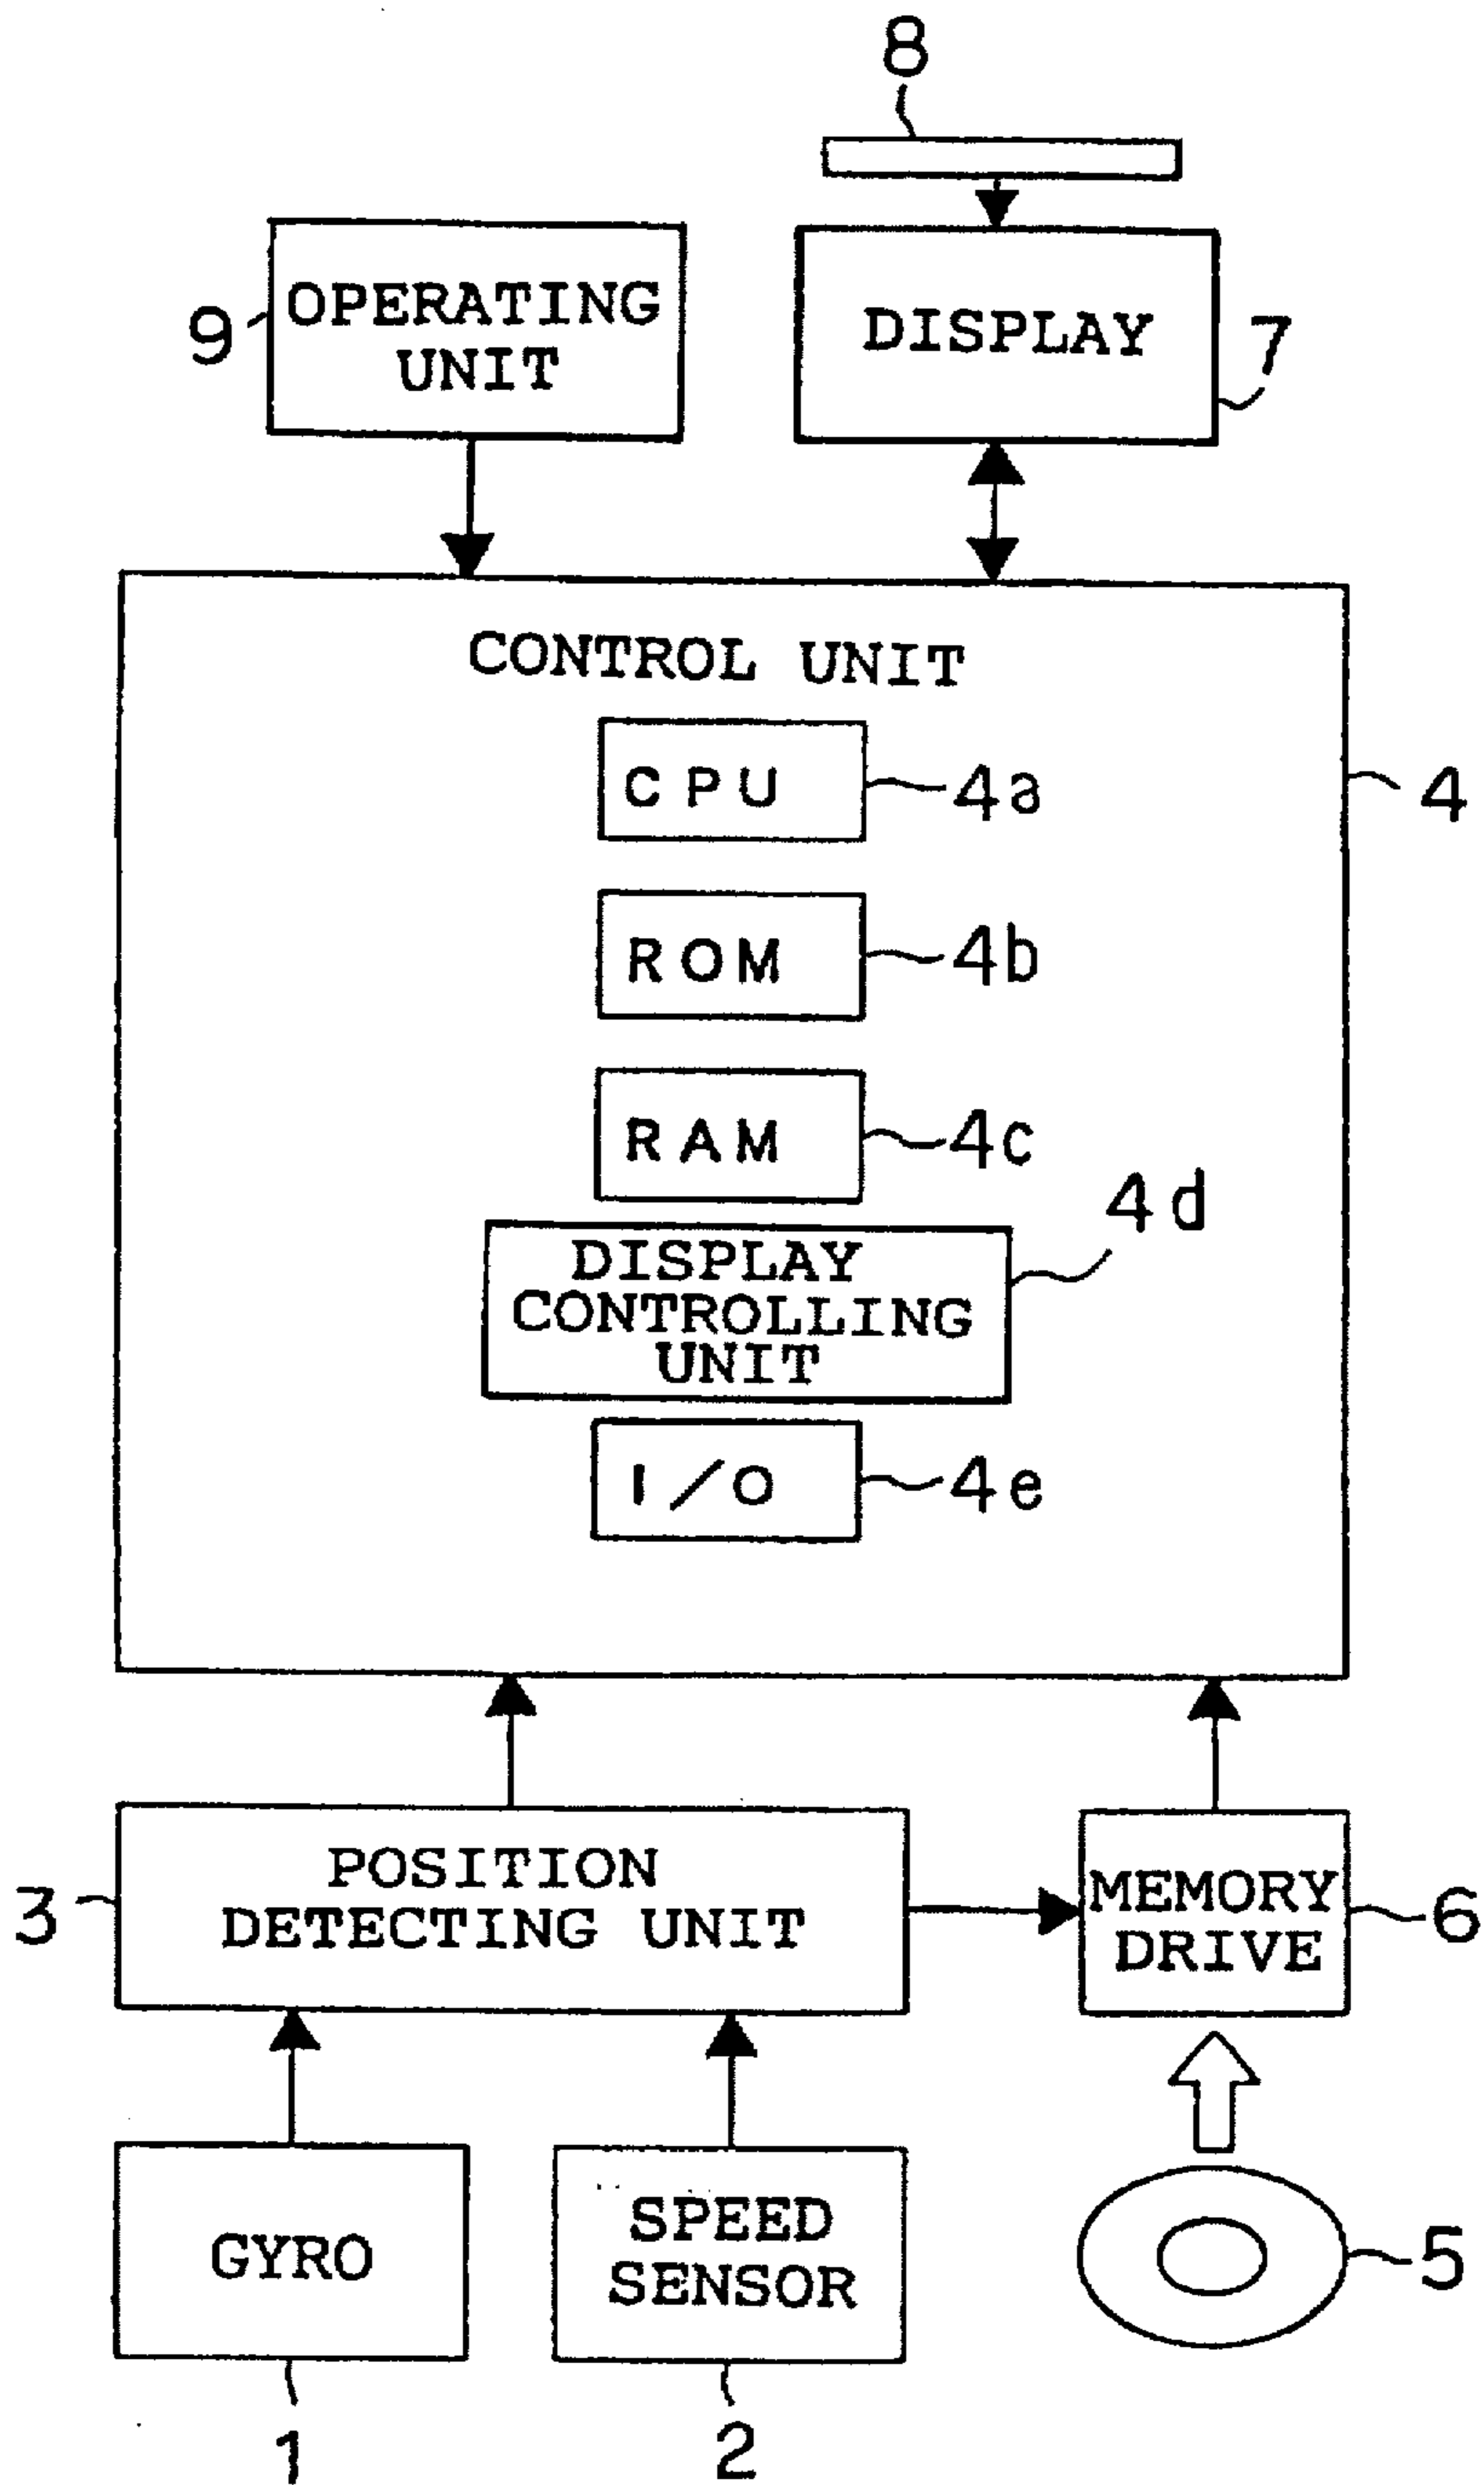 8
OPERATING
UNIT
9
DISPLAY
7
CONTROL UNIT
CPU
4a
4
ROM
4b
RAM
4c
4d
DISPLAY
CONTROLLING
UNIT
I/O
4e
POSITION
DETECTING UNIT
3
MEMORY
DRIVE
6
GYRO
SPEED
SENSOR
5
1
2